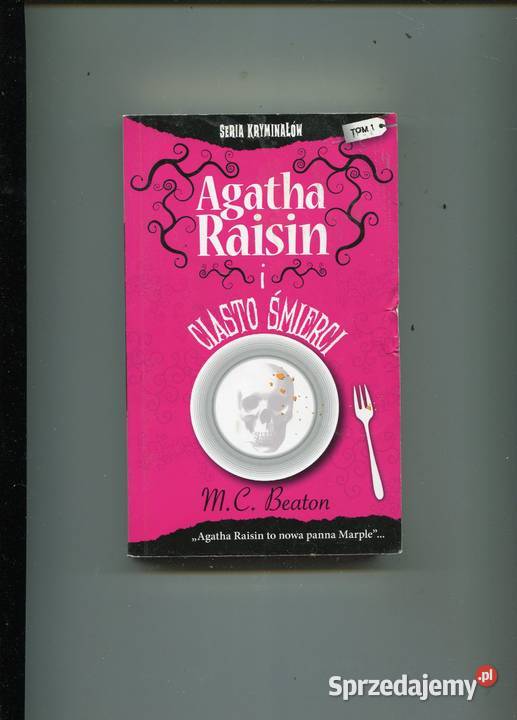 SERIA KRYMINAŁÓW
TOM 1
Agatha
Raisin
i
CIASTO ŚMIERCI
M.C. Beaton
„Agatha Raisin to nowa panna Marple”...
Sprzedajemy.pl